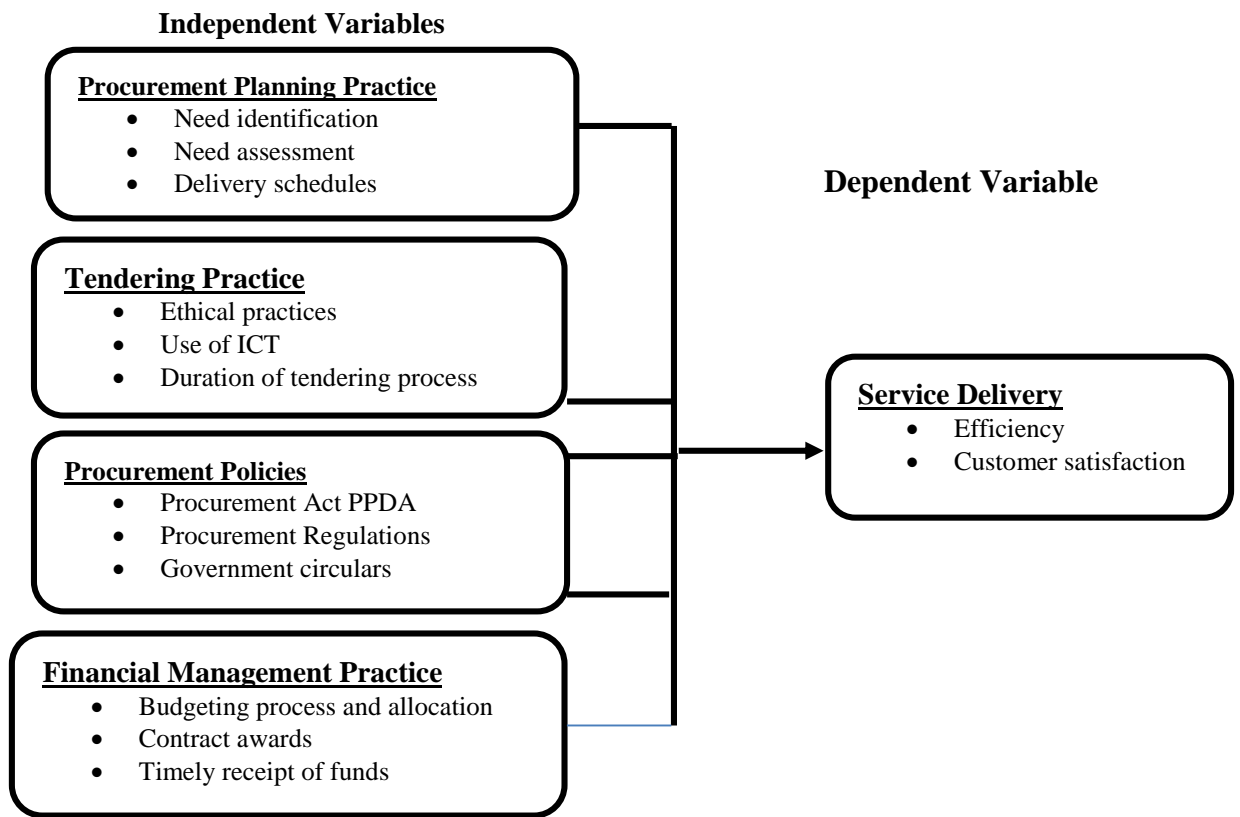 Independent Variables
Procurement Planning Practice
• Need identification
• Need assessment
• Delivery schedules
Dependent Variable
Tendering Practice
• Ethical practices
• Use of ICT
• Duration of tendering process
Service Delivery
• Efficiency
• Customer satisfaction
Procurement Policies
• Procurement Act PPDA
• Procurement Regulations
• Government circulars
Financial Management Practice
• Budgeting process and allocation
• Contract awards
• Timely receipt of funds